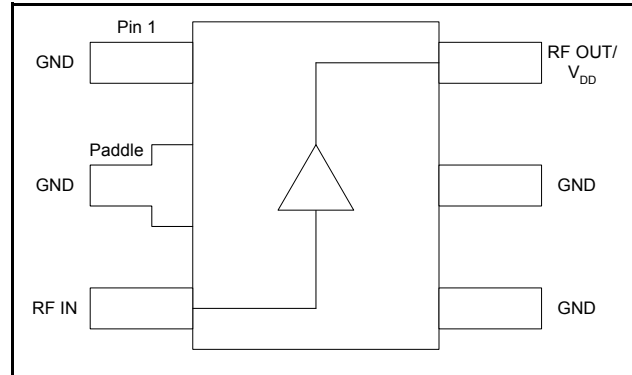 Pin 1
GND
RF OUT/
VDD
Paddle
GND
GND
RF IN
GND